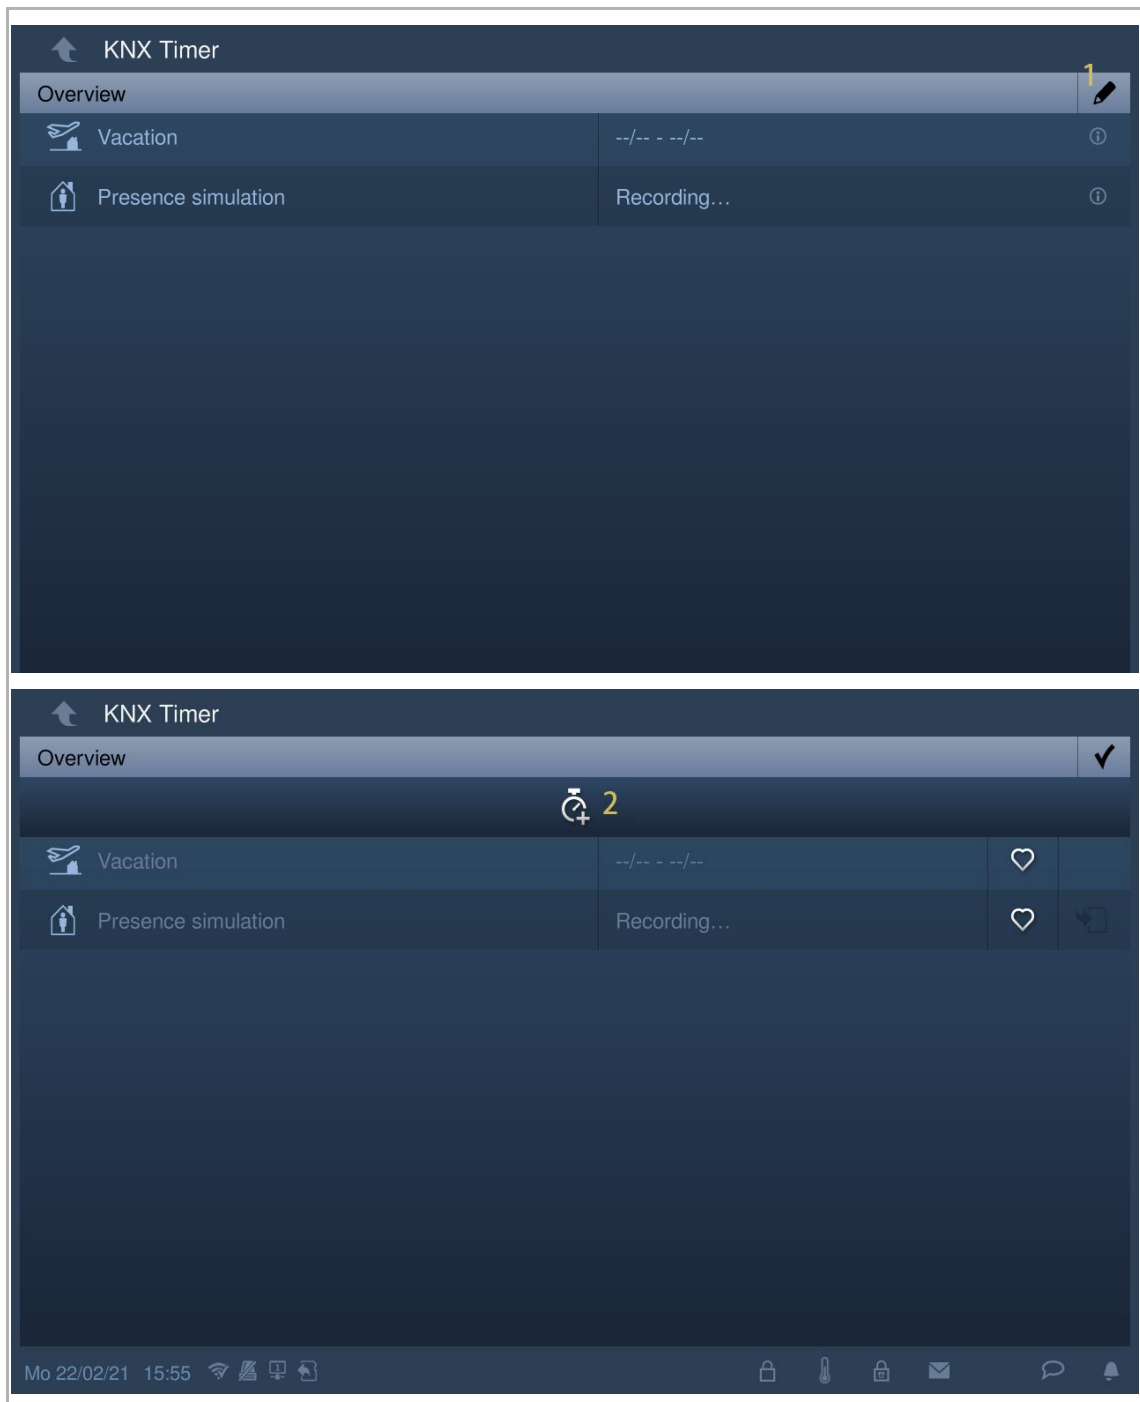 KNX Timer
1
Overview
Vacation --/-- - --/--
Presence simulation Recording...
KNX Timer
Overview
2
Vacation --/-- - --/--
Presence simulation Recording...
Mo 22/02/21 15:55